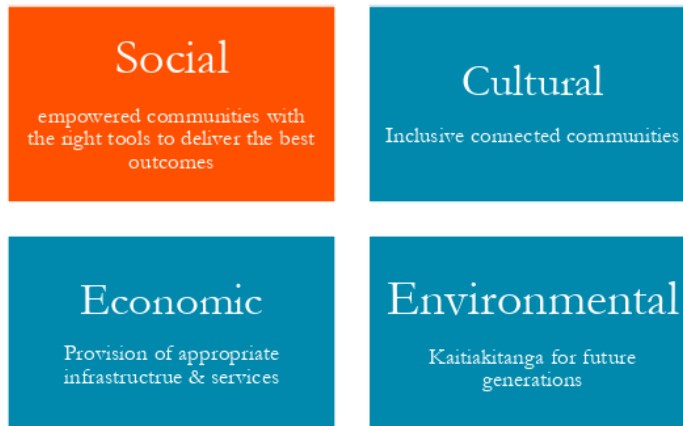 Social
empowered communities with
the right tools to deliver the best
outcomes
Cultural
Inclusive connected communities
Economic
Provision of appropriate
infrastructrue & services
Environmental
Kaitiakitanga for future
generations